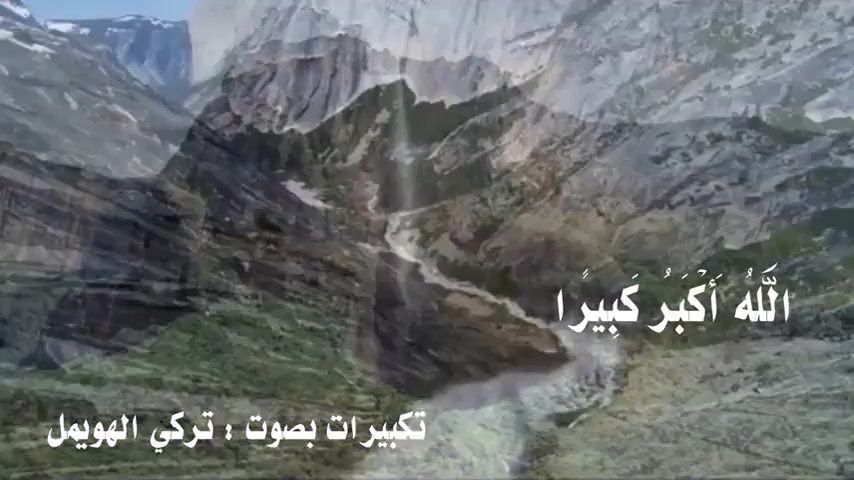 اللَّهُ أَكْبَرُ كَبِيرًا
تكبيرات بصوت : تركي الهويمل